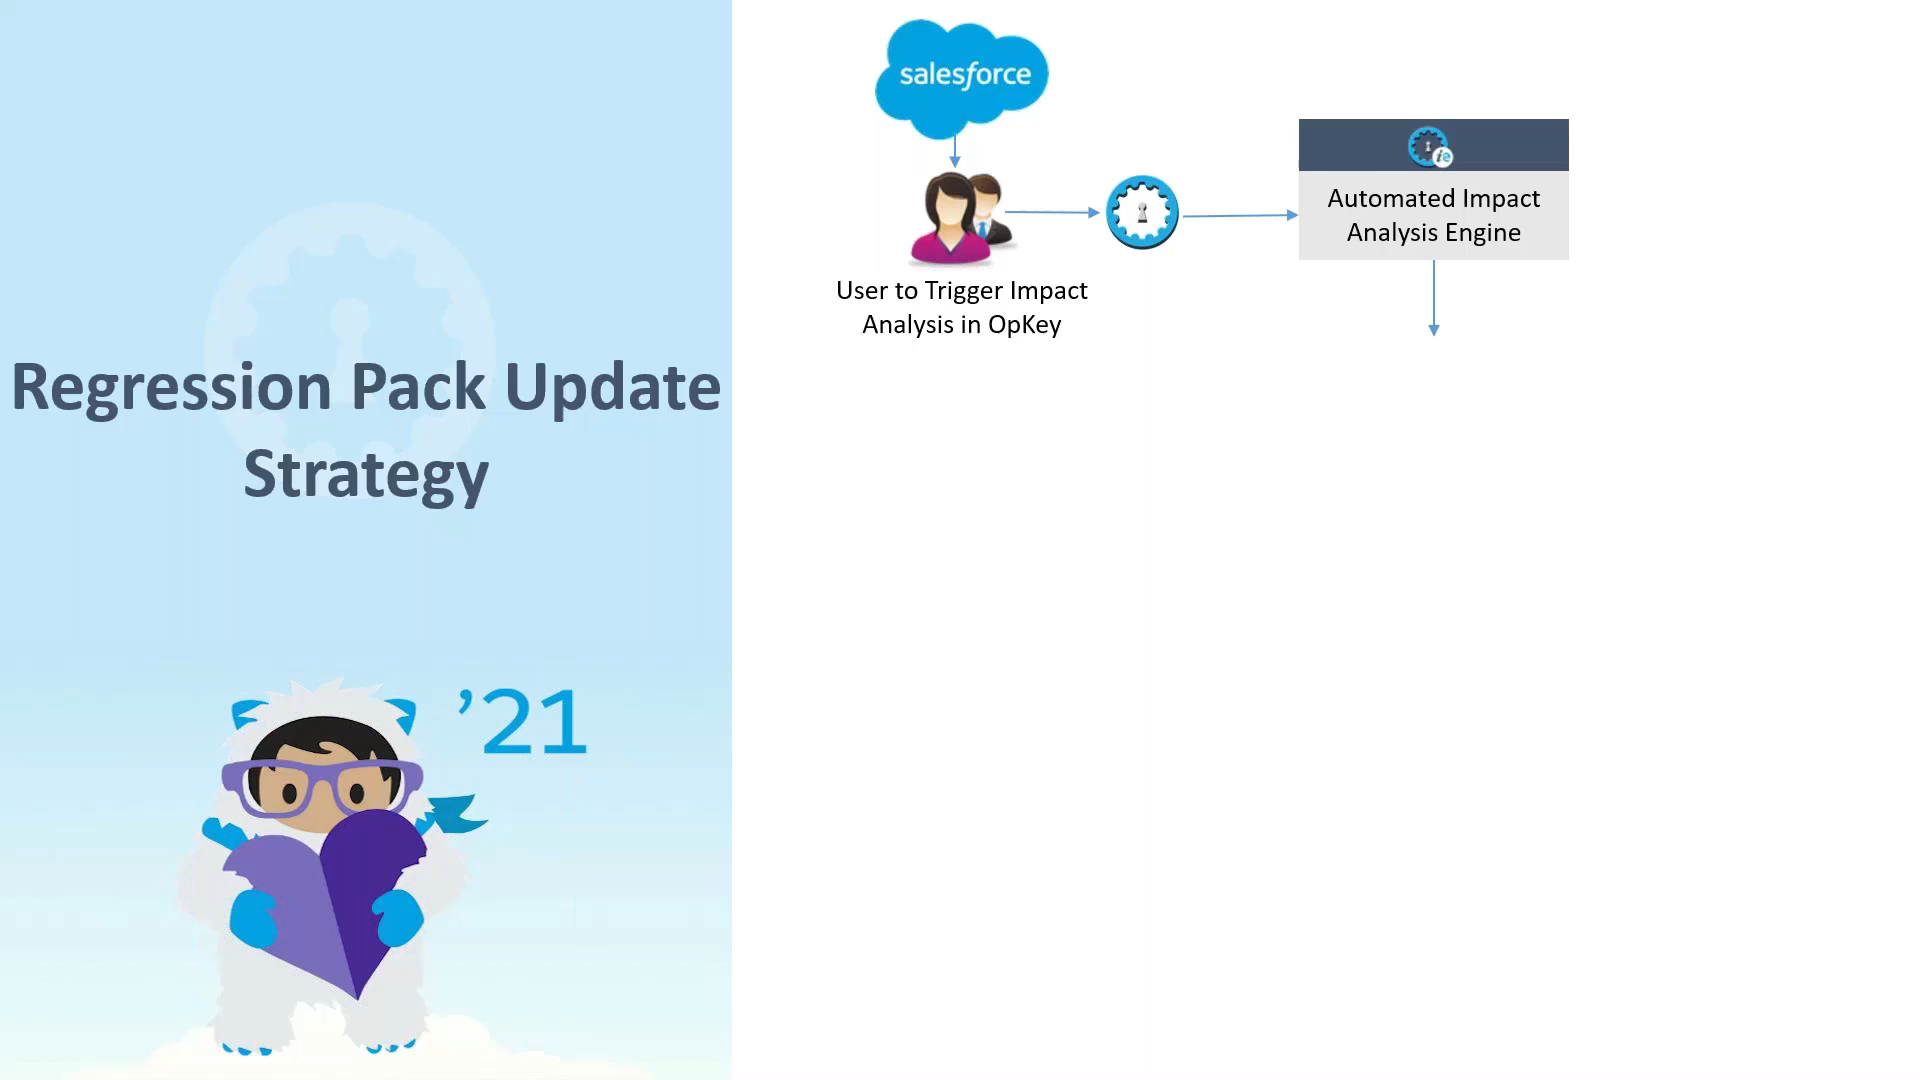 salesforce
Automated Impact
Analysis Engine
User to Trigger Impact
Analysis in OpKey
Regression Pack Update
Strategy
’21